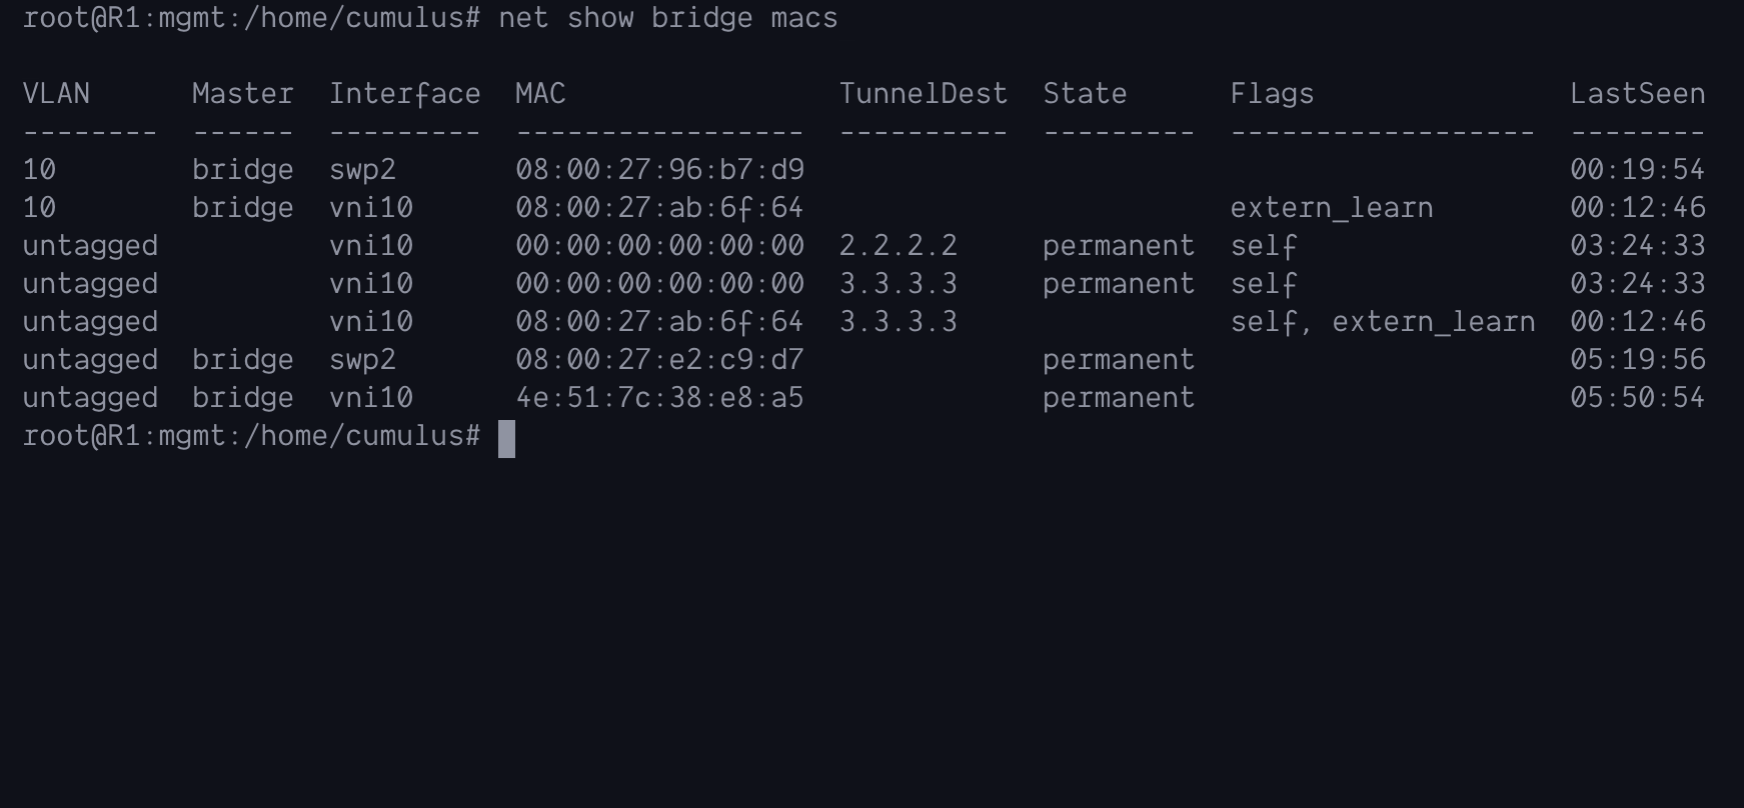 root@R1:mgmt:/home/cumulus# net show bridge macs

VLAN      Master  Interface  MAC                TunnelDest  State      Flags               LastSeen
--------  ------  ---------  -----------------  ----------  ---------  ------------------  --------
10        bridge  swp2       08:00:27:96:b7:d9                                             00:19:54
10        bridge  vni10      08:00:27:ab:6f:64                         extern_learn        00:12:46
untagged          vni10      00:00:00:00:00:00  2.2.2.2     permanent  self                03:24:33
untagged          vni10      00:00:00:00:00:00  3.3.3.3     permanent  self                03:24:33
untagged          vni10      08:00:27:ab:6f:64  3.3.3.3                self, extern_learn  00:12:46
untagged  bridge  swp2       08:00:27:e2:c9:d7              permanent                      05:19:56
untagged  bridge  vni10      4e:51:7c:38:e8:a5              permanent                      05:50:54
root@R1:mgmt:/home/cumulus#